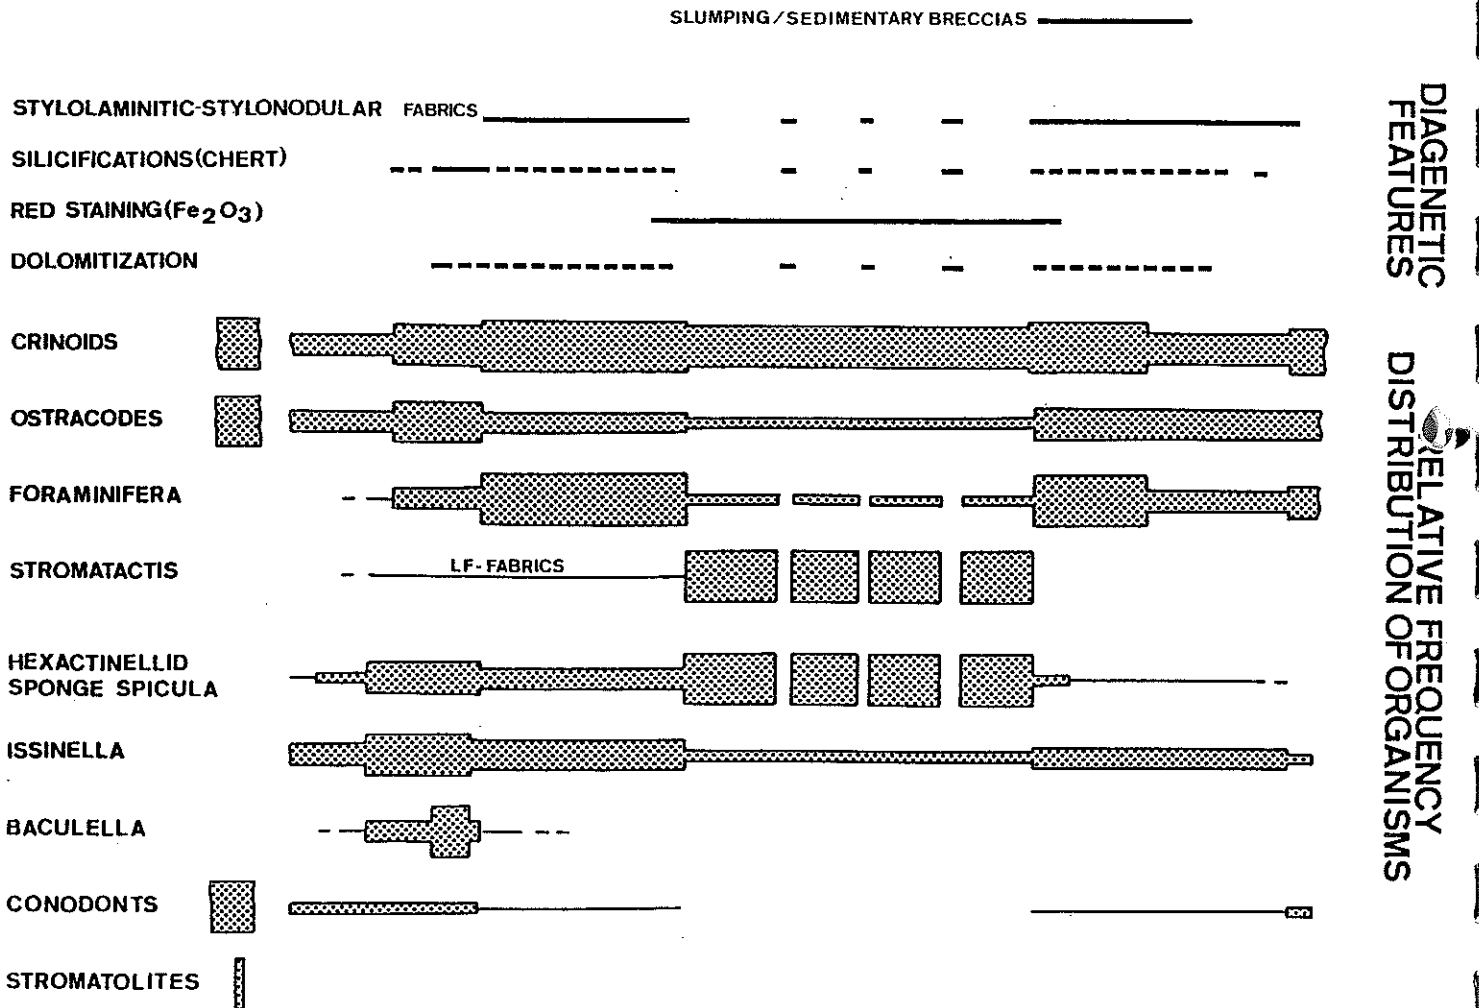 SLUMPING/SEDIMENTARY BRECCIAS
STYLOLAMINITIC-STYLONODULAR FABRICS
SILICIFICATIONS(CHERT)
RED STAINING(Fe2O3)
DOLOMITIZATION
CRINOIDS
OSTRACODES
FORAMINIFERA
STROMATACTIS
LF-FABRICS
HEXACTINELLID
SPONGE SPICULA
ISSINELLA
BACULELLA
CONODONTS
STROMATOLITES
DIAGENETIC
FEATURES
RELATIVE FREQUENCY
DISTRIBUTION OF ORGANISMS